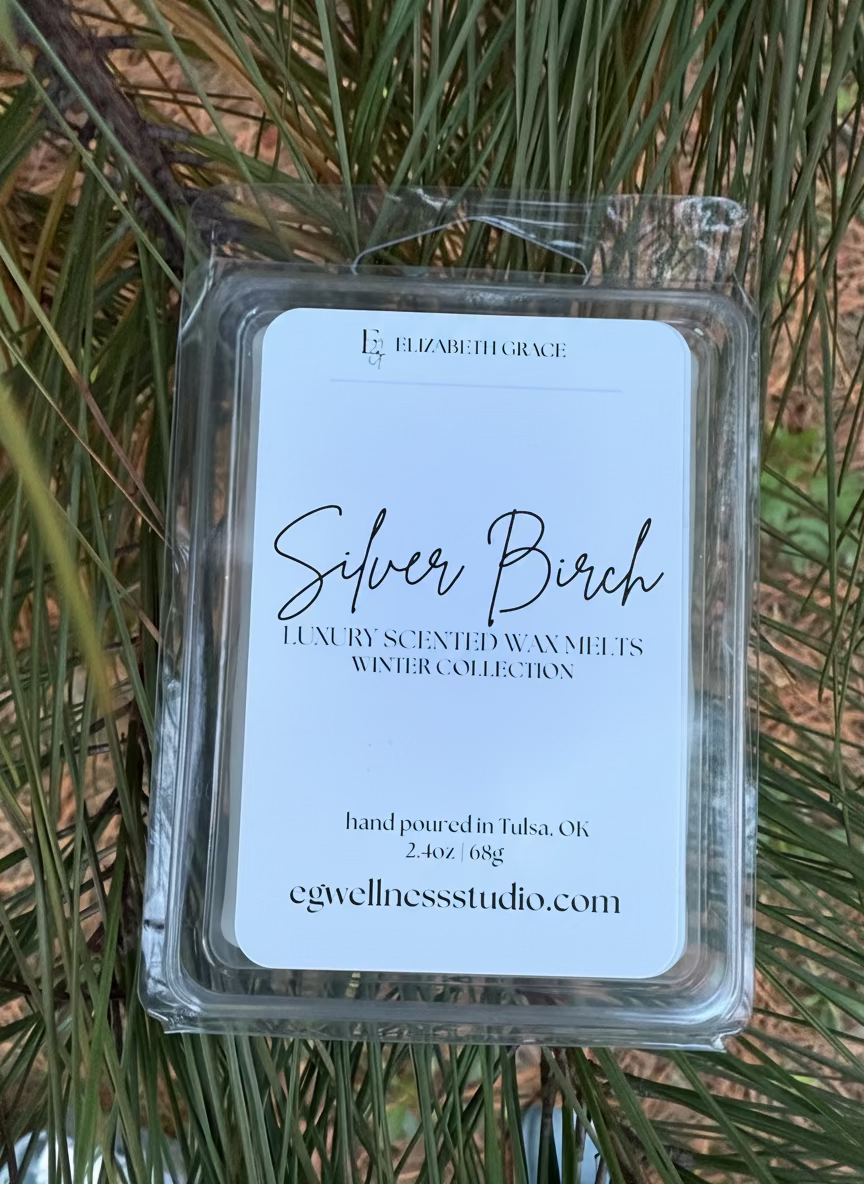 E ELIZABETH GRACE
Silver Birch
LUXURY SCENTED WAX MELTS
WINTER COLLECTION
hand poured in Tulsa, OK
2.4oz | 68g
egwellnessstudio.com